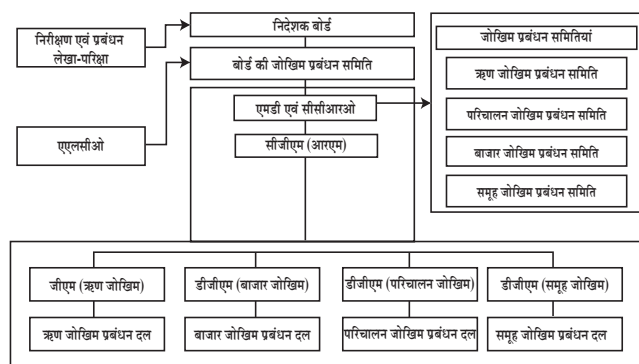 निदेशक बोर्ड
निरीक्षण एवं प्रबंधन
लेखा-परिक्षा
बोर्ड की जोखिम प्रबंधन समिति
एएलसीओ
एमडी एवं सीसीआरओ
सीजीएम (आरएम)
जोखिम प्रबंधन समितियां
ऋण जोखिम प्रबंधन समिति
परिचालन जोखिम प्रबंधन समिति
बाजार जोखिम प्रबंधन समिति
समूह जोखिम प्रबंधन समिति
जीएम (ऋण जोखिम)
डीजीएम (बाजार जोखिम)
डीजीएम (परिचालन जोखिम)
डीजीएम (समूह जोखिम)
ऋण जोखिम प्रबंधन दल
बाजार जोखिम प्रबंधन दल
परिचालन जोखिम प्रबंधन दल
समूह जोखिम प्रबंधन दल